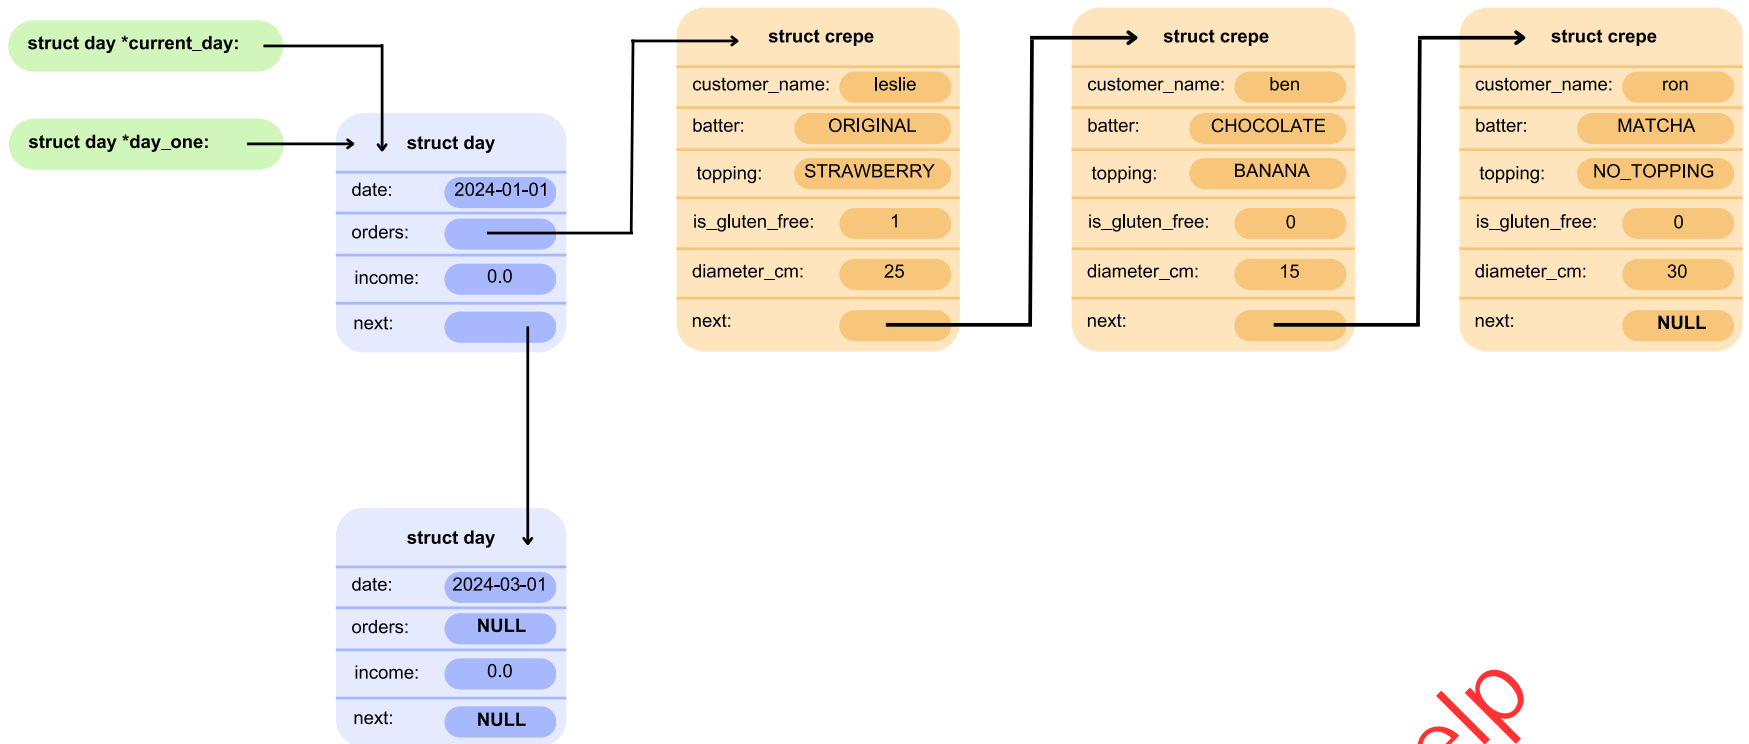 struct day *current_day:
struct day *day_one:
struct day
date: 2024-01-01
orders:
income: 0.0
next:
struct crepe
customer_name: leslie
batter: ORIGINAL
topping: STRAWBERRY
is_gluten_free: 1
diameter_cm: 25
next:
struct crepe
customer_name: ben
batter: CHOCOLATE
topping: BANANA
is_gluten_free: 0
diameter_cm: 15
next:
struct crepe
customer_name: ron
batter: MATCHA
topping: NO_TOPPING
is_gluten_free: 0
diameter_cm: 30
next: NULL
struct day
date: 2024-03-01
orders: NULL
income: 0.0
next: NULL
elp